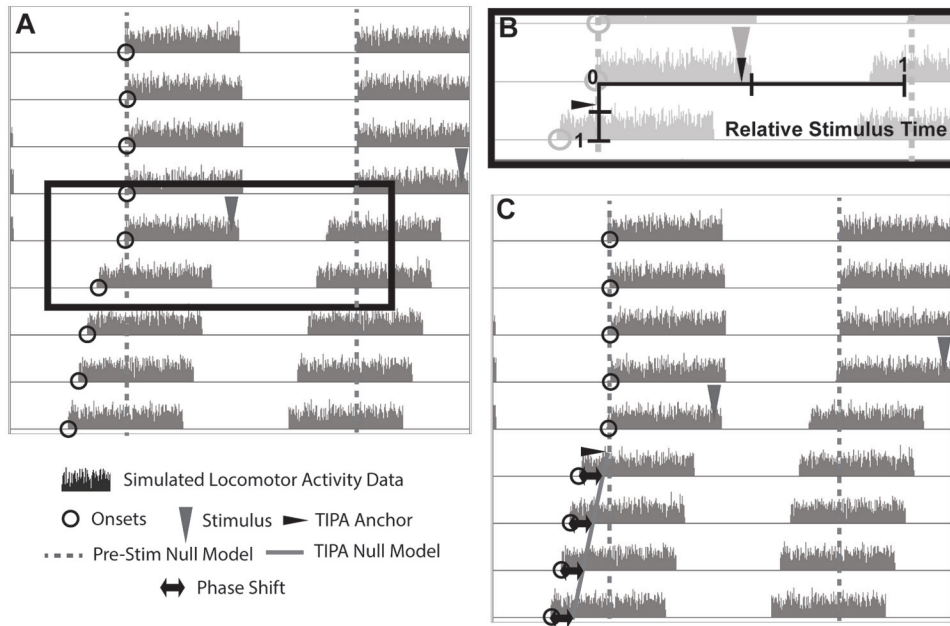 A
B
0
1
1
Relative Stimulus Time
C
Simulated Locomotor Activity Data
Onsets
Stimulus
TIPA Anchor
Pre-Stim Null Model
TIPA Null Model
Phase Shift